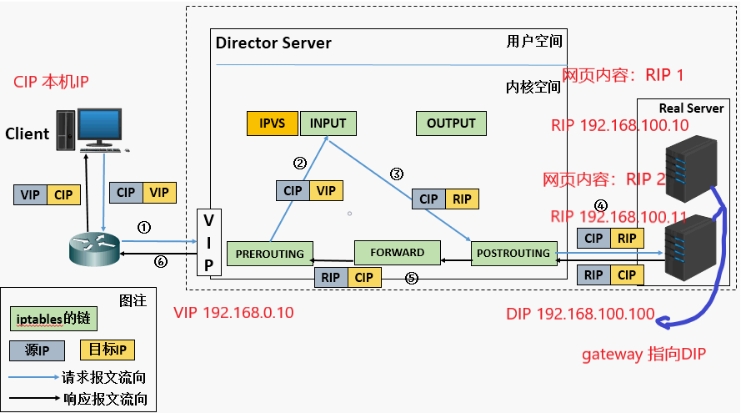 Director Server
用户空间
内核空间
CIP 本机IP
网页内容：RIP 1
Real Server
Client
IPVS
INPUT
OUTPUT
RIP 192.168.100.10
②
③
网页内容：RIP 2
VIP CIP
CIP VIP
CIP VIP
CIP RIP
RIP 192.168.100.11
④
①
VIP
CIP RIP
⑥
PREROUTING
FORWARD
POSTROUTING
RIP CIP
⑤
RIP CIP
图注
iptables的链
VIP 192.168.0.10
DIP 192.168.100.100
源IP
目标IP
gateway 指向DIP
请求报文流向
响应报文流向